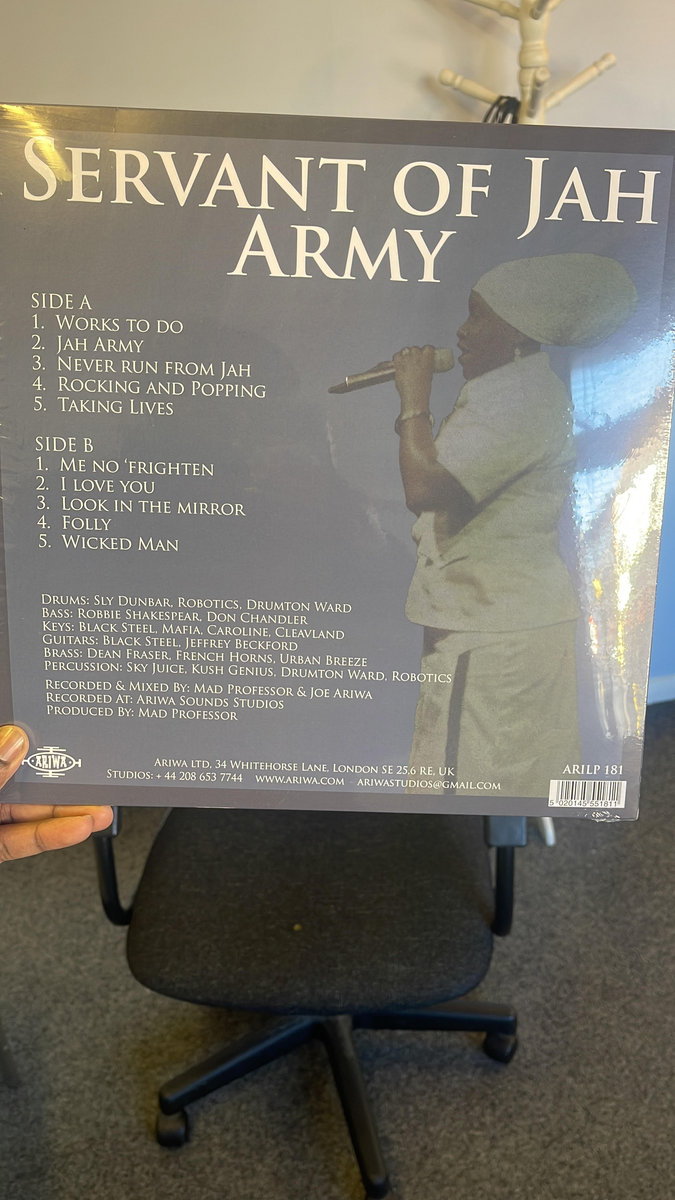 SERVANT OF JAH
ARMY
SIDE A
1. WORKS TO DO
2. JAH ARMY
3. NEVER RUN FROM JAH
4. ROCKING AND POPPING
5. TAKING LIVES
SIDE B
1. ME NO 'FRIGHTEN
2. I LOVE YOU
3. LOOK IN THE MIRROR
4. FOLLY
5. WICKED MAN
DRUMS: SLY DUNBAR, ROBOTICS, DRUMTON WARD
BASS: ROBBIE SHAKESPEAR, DON CHANDLER
KEYS: BLACK STEEL, MAFIA, CAROLINE, CLEAVLAND
GUITARS: BLACK STEEL, JEFFREY BECKFORD
BRASS: DEAN FRASER, FRENCH HORNS, URBAN BREEZE
PERCUSSION: SKY JUICE, KUSH GENIUS, DRUMTON WARD, ROBOTICS
RECORDED & MIXED BY: MAD PROFESSOR & JOE ARIWA
RECORDED AT: ARIWA SOUNDS STUDIOS
PRODUCED BY: MAD PROFESSOR
ARIWA
ARIWA LTD, 34 WHITEHORSE LANE, LONDON SE 25,6 RE, UK
STUDIOS: + 44 208 653 7744 WWW.ARIWA.COM ARIWASTUDIOS@GMAIL.COM
ARILP 181
5 020145 551811